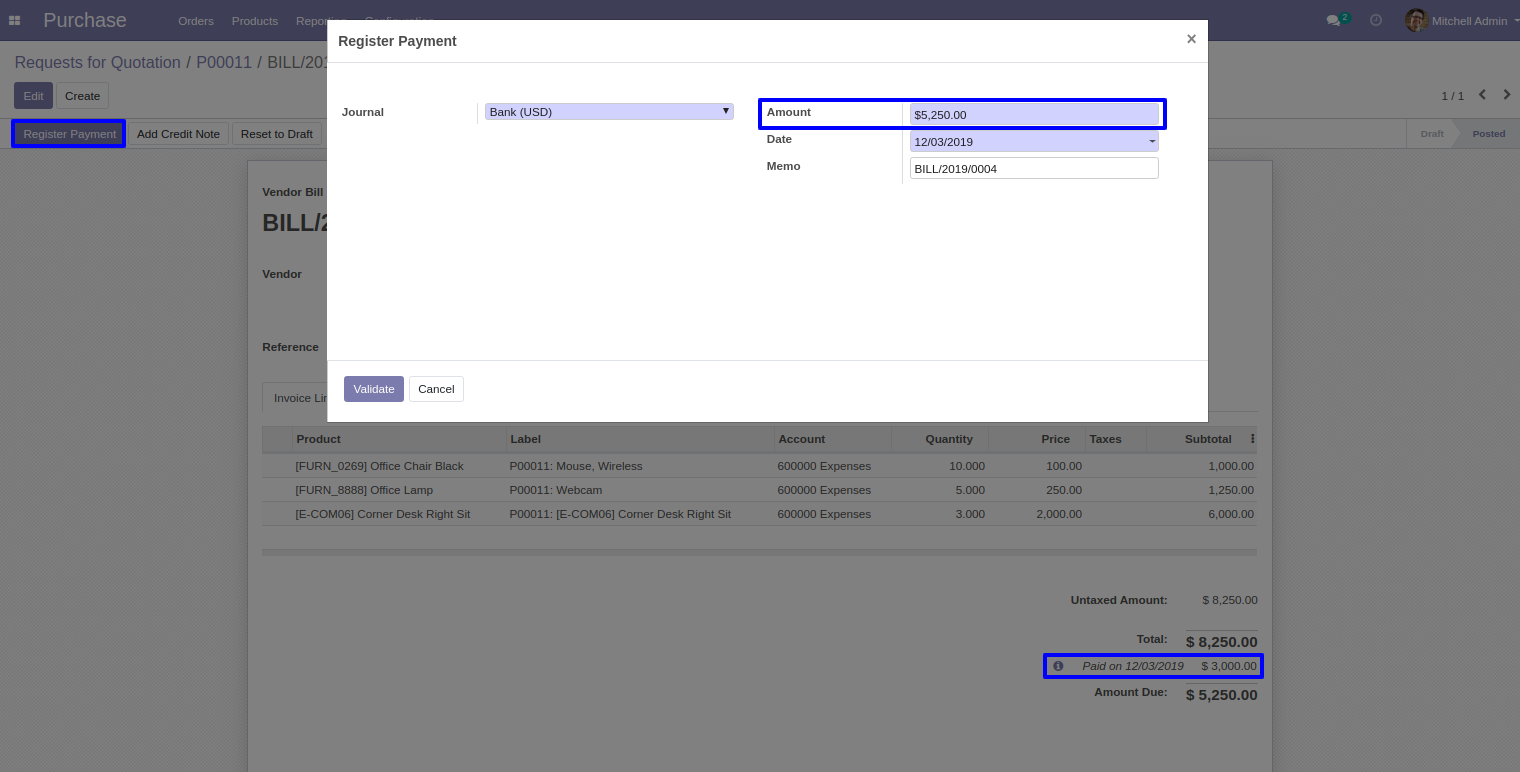 Purchase Orders Products Reporting Configuration 2 Mitchell Admin
Register Payment ×
Requests for Quotation / P00011 / BILL/201
Edit Create 1 / 1
Register Payment Add Credit Note Reset to Draft Draft Posted
Journal Bank (USD) Amount $5,250.00
Date 12/03/2019
Memo BILL/2019/0004
Vendor Bill
BILL/2
Vendor
Reference
Validate Cancel
Invoice Lin
Product Label Account Quantity Price Taxes Subtotal
[FURN_0269] Office Chair Black P00011: Mouse, Wireless 600000 Expenses 10.000 100.00 1,000.00
[FURN_8888] Office Lamp P00011: Webcam 600000 Expenses 5.000 250.00 1,250.00
[E-COM06] Corner Desk Right Sit P00011: [E-COM06] Corner Desk Right Sit 600000 Expenses 3.000 2,000.00 6,000.00
Untaxed Amount: $ 8,250.00
Total: $ 8,250.00
Paid on 12/03/2019 $ 3,000.00
Amount Due: $ 5,250.00